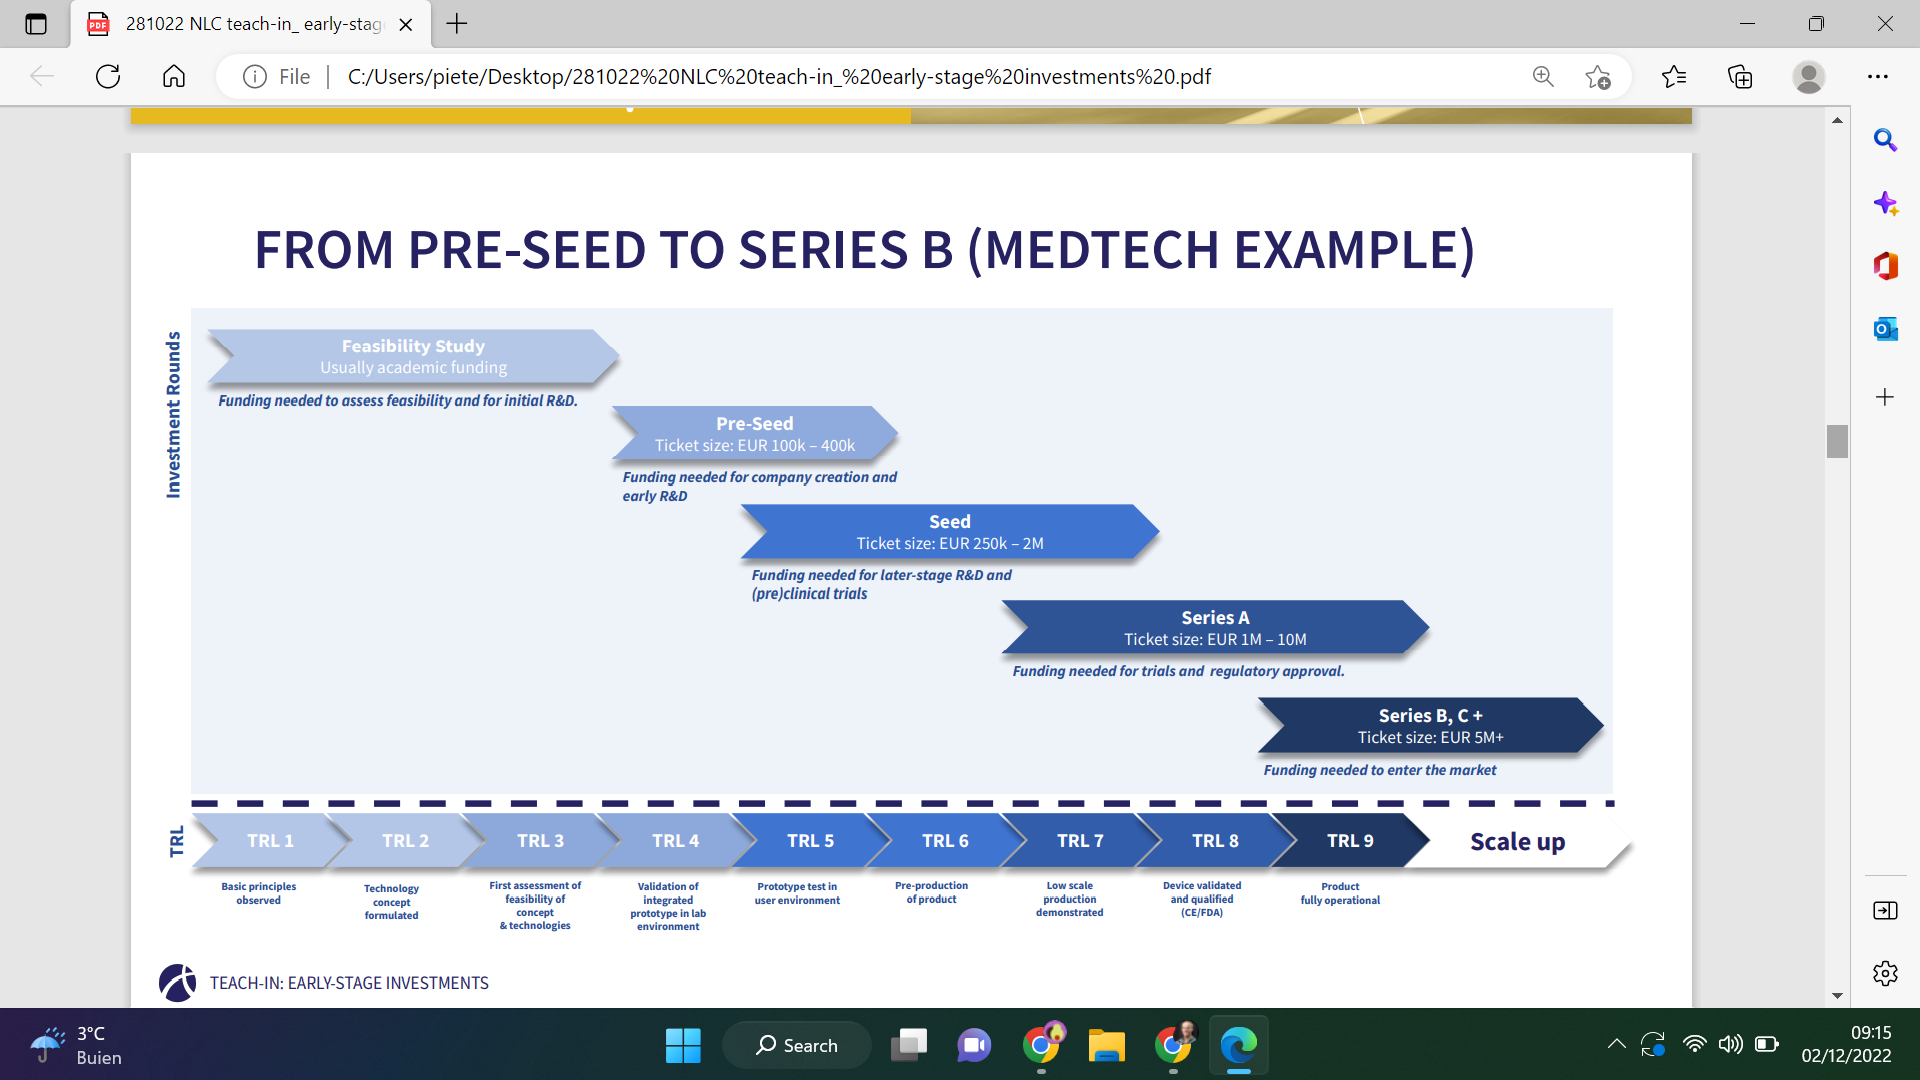 281022 NLC teach-in_ early-stag
File
C:/Users/piete/Desktop/281022%20NLC%20teach-in_%20early-stage%20investments%20.pdf
FROM PRE-SEED TO SERIES B (MEDTECH EXAMPLE)
Investment Rounds
Feasibility Study
Usually academic funding
Funding needed to assess feasibility and for initial R&D.
Pre-Seed
Ticket size: EUR 100k – 400k
Funding needed for company creation and
early R&D
Seed
Ticket size: EUR 250k – 2M
Funding needed for later-stage R&D and
(pre)clinical trials
Series A
Ticket size: EUR 1M – 10M
Funding needed for trials and  regulatory approval.
Series B, C +
Ticket size: EUR 5M+
Funding needed to enter the market
TRL
TRL 1
TRL 2
TRL 3
TRL 4
TRL 5
TRL 6
TRL 7
TRL 8
TRL 9
Scale up
Basic principles
observed
Technology
concept
formulated
First assessment of
feasibility of
concept
& technologies
Validation of
integrated
prototype in lab
environment
Prototype test in
user environment
Pre-production
of product
Low scale
production
demonstrated
Device validated
and qualified
(CE/FDA)
Product
fully operational
TEACH-IN: EARLY-STAGE INVESTMENTS
3°C
Buien
Search
09:15
02/12/2022